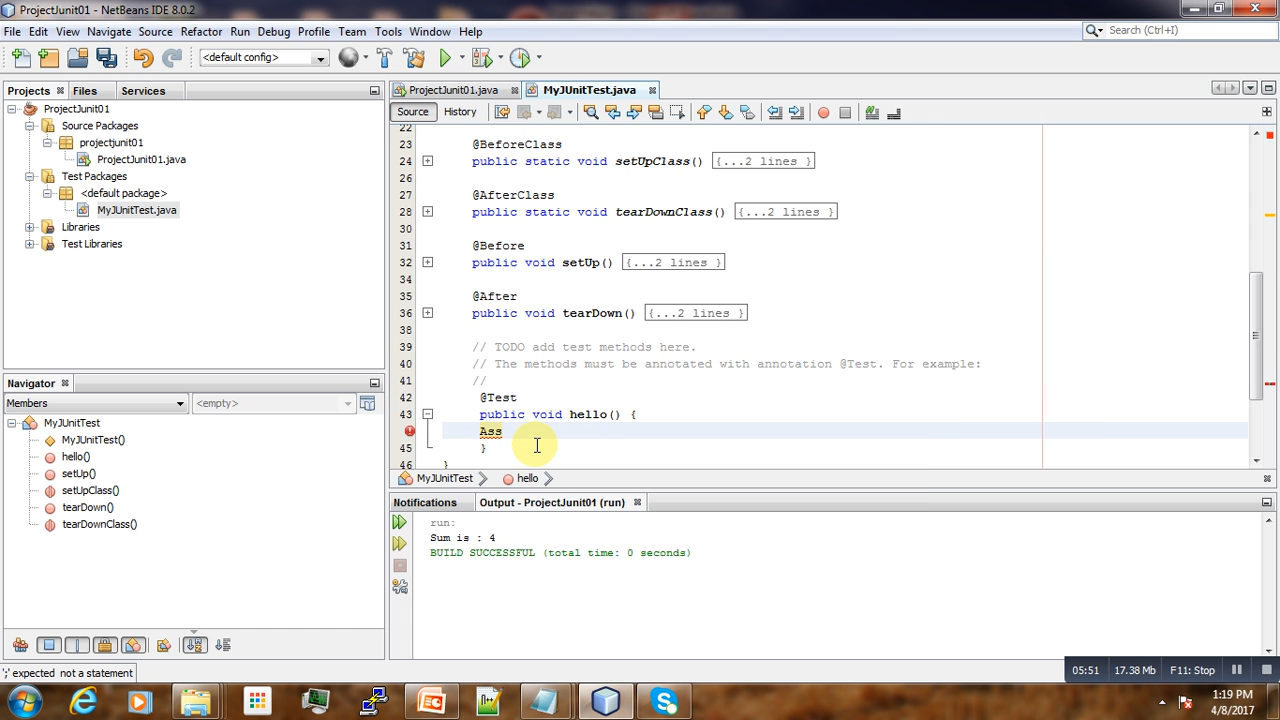 ProjectJunit01 - NetBeans IDE 8.0.2
File Edit View Navigate Source Refactor Run Debug Profile Team Tools Window Help
Search (Ctrl+I)
<default config>
Projects Files Services
ProjectJunit01
Source Packages
projectjunit01
ProjectJunit01.java
Test Packages
<default package>
MyJUnitTest.java
Libraries
Test Libraries
Navigator
Members <empty>
MyJUnitTest
MyJUnitTest()
hello()
setUp()
setUpClass()
tearDown()
tearDownClass()
ProjectJunit01.java MyJUnitTest.java
Source History
22
23 @BeforeClass
24 public static void setUpClass() {...2 lines }
26
27 @AfterClass
28 public static void tearDownClass() {...2 lines }
30
31 @Before
32 public void setUp() {...2 lines }
34
35 @After
36 public void tearDown() {...2 lines }
38
39 // TODO add test methods here.
40 // The methods must be annotated with annotation @Test. For example:
41 //
42 @Test
43 public void hello() {
Ass
45 }
46 }
MyJUnitTest hello
Notifications Output - ProjectJunit01 (run)
run:
Sum is : 4
BUILD SUCCESSFUL (total time: 0 seconds)
';' expected not a statement
05:51 17.38 Mb F11: Stop
1:19 PM
4/8/2017